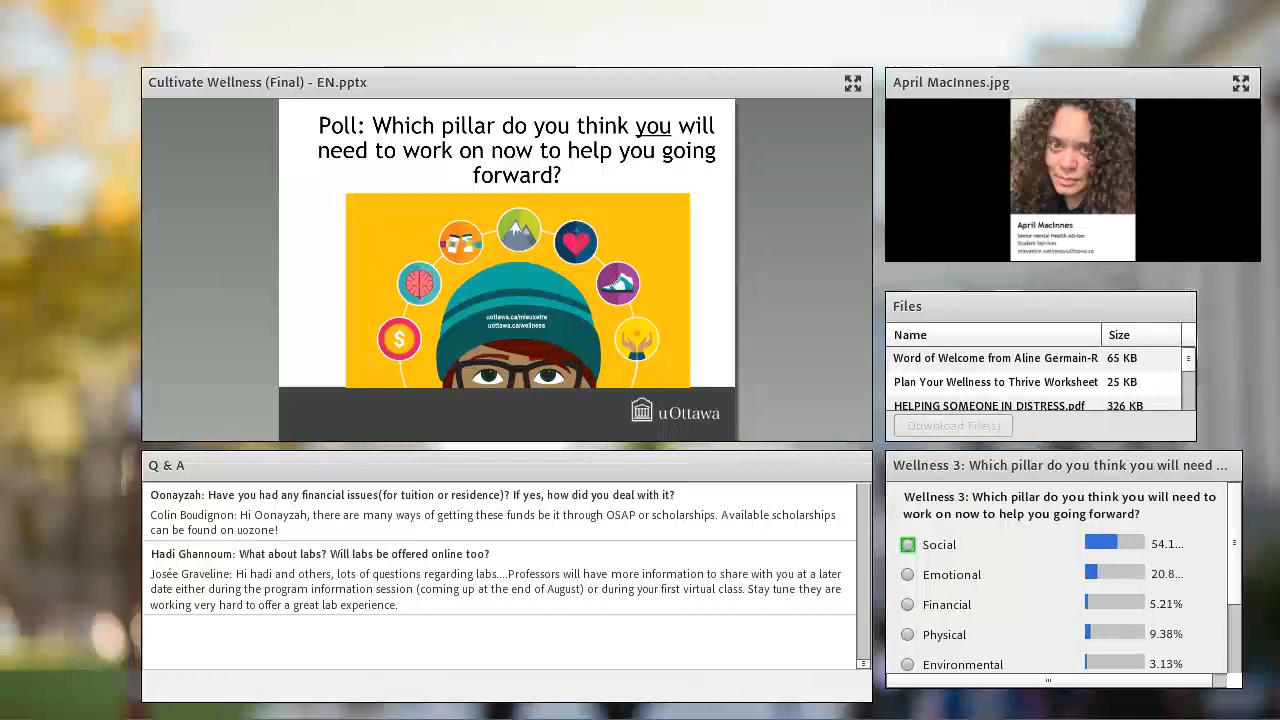 Cultivate Wellness (Final) - EN.pptx
Poll: Which pillar do you think you will
need to work on now to help you going
forward?
uottawa.ca/mieuxetre
uottawa.ca/wellness
uOttawa
April MacInnes.jpg
April MacInnes
Senior Mental Health Advisor
Student Services
mieuxetre.wellness@uottawa.ca
Files
Name Size
Word of Welcome from Aline Germain-R 65 KB
Plan Your Wellness to Thrive Worksheet 25 KB
HELPING SOMEONE IN DISTRESS.pdf 326 KB
Download File(s)
Q & A
Oonayzah: Have you had any financial issues(for tuition or residence)? If yes, how did you deal with it?
Colin Boudignon: Hi Oonayzah, there are many ways of getting these funds be it through OSAP or scholarships. Available scholarships
can be found on uozone!
Hadi Ghannoum: What about labs? Will labs be offered online too?
Josée Graveline: Hi hadi and others, lots of questions regarding labs....Professors will have more information to share with you at a later
date either during the program information session (coming up at the end of August) or during your first virtual class. Stay tune they are
working very hard to offer a great lab experience.
Wellness 3: Which pillar do you think you will need ...
Wellness 3: Which pillar do you think you will need to
work on now to help you going forward?
Social 54.1...
Emotional 20.8...
Financial 5.21%
Physical 9.38%
Environmental 3.13%